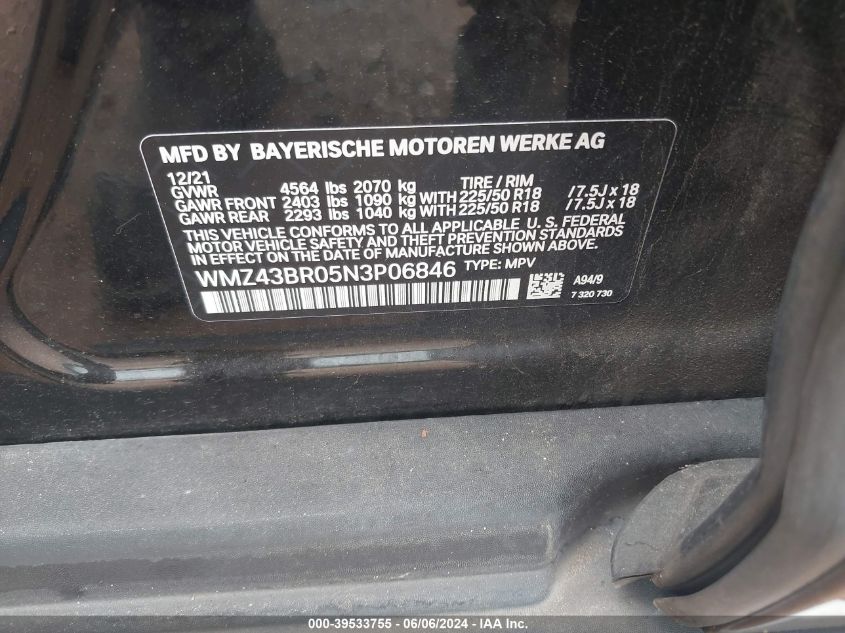 MFD BY BAYERISCHE MOTOREN WERKE AG
12/21 TIRE / RIM
GVWR 4564 lbs 2070 kg
GAWR FRONT 2403 lbs 1090 kg WITH 225/50 R18 /7.5J x 18
GAWR REAR 2293 lbs 1040 kg WITH 225/50 R18 /7.5J x 18
THIS VEHICLE CONFORMS TO ALL APPLICABLE U.S. FEDERAL
MOTOR VEHICLE SAFETY AND THEFT PREVENTION STANDARDS
IN EFFECT ON THE DATE OF MANUFACTURE SHOWN ABOVE.
WMZ43BR05N3P06846 TYPE: MPV
A94/9
7 320 730
000-39533755 - 06/06/2024 - IAA Inc.